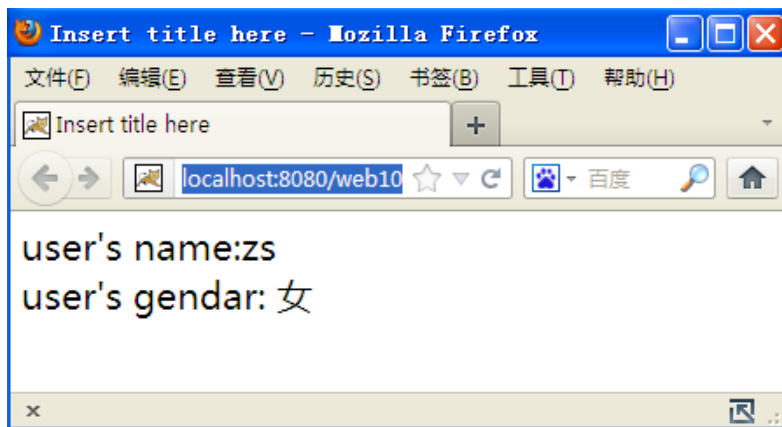 Insert title here - Mozilla Firefox
文件(F) 编辑(E) 查看(V) 历史(S) 书签(B) 工具(T) 帮助(H)
Insert title here
localhost:8080/web10 百度
user's name:zs
user's gendar: 女